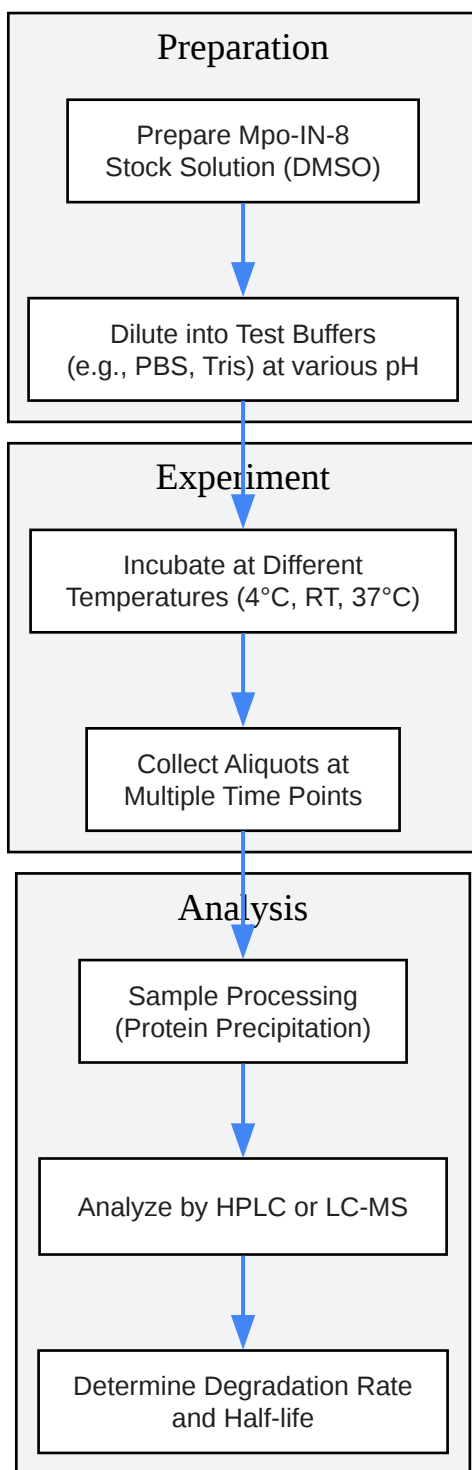 Preparation
Prepare Mpo-IN-8
Stock Solution (DMSO)
Dilute into Test Buffers
(e.g., PBS, Tris) at various pH
Experiment
Incubate at Different
Temperatures (4°C, RT, 37°C)
Collect Aliquots at
Multiple Time Points
Analysis
Sample Processing
(Protein Precipitation)
Analyze by HPLC or LC-MS
Determine Degradation Rate
and Half-life